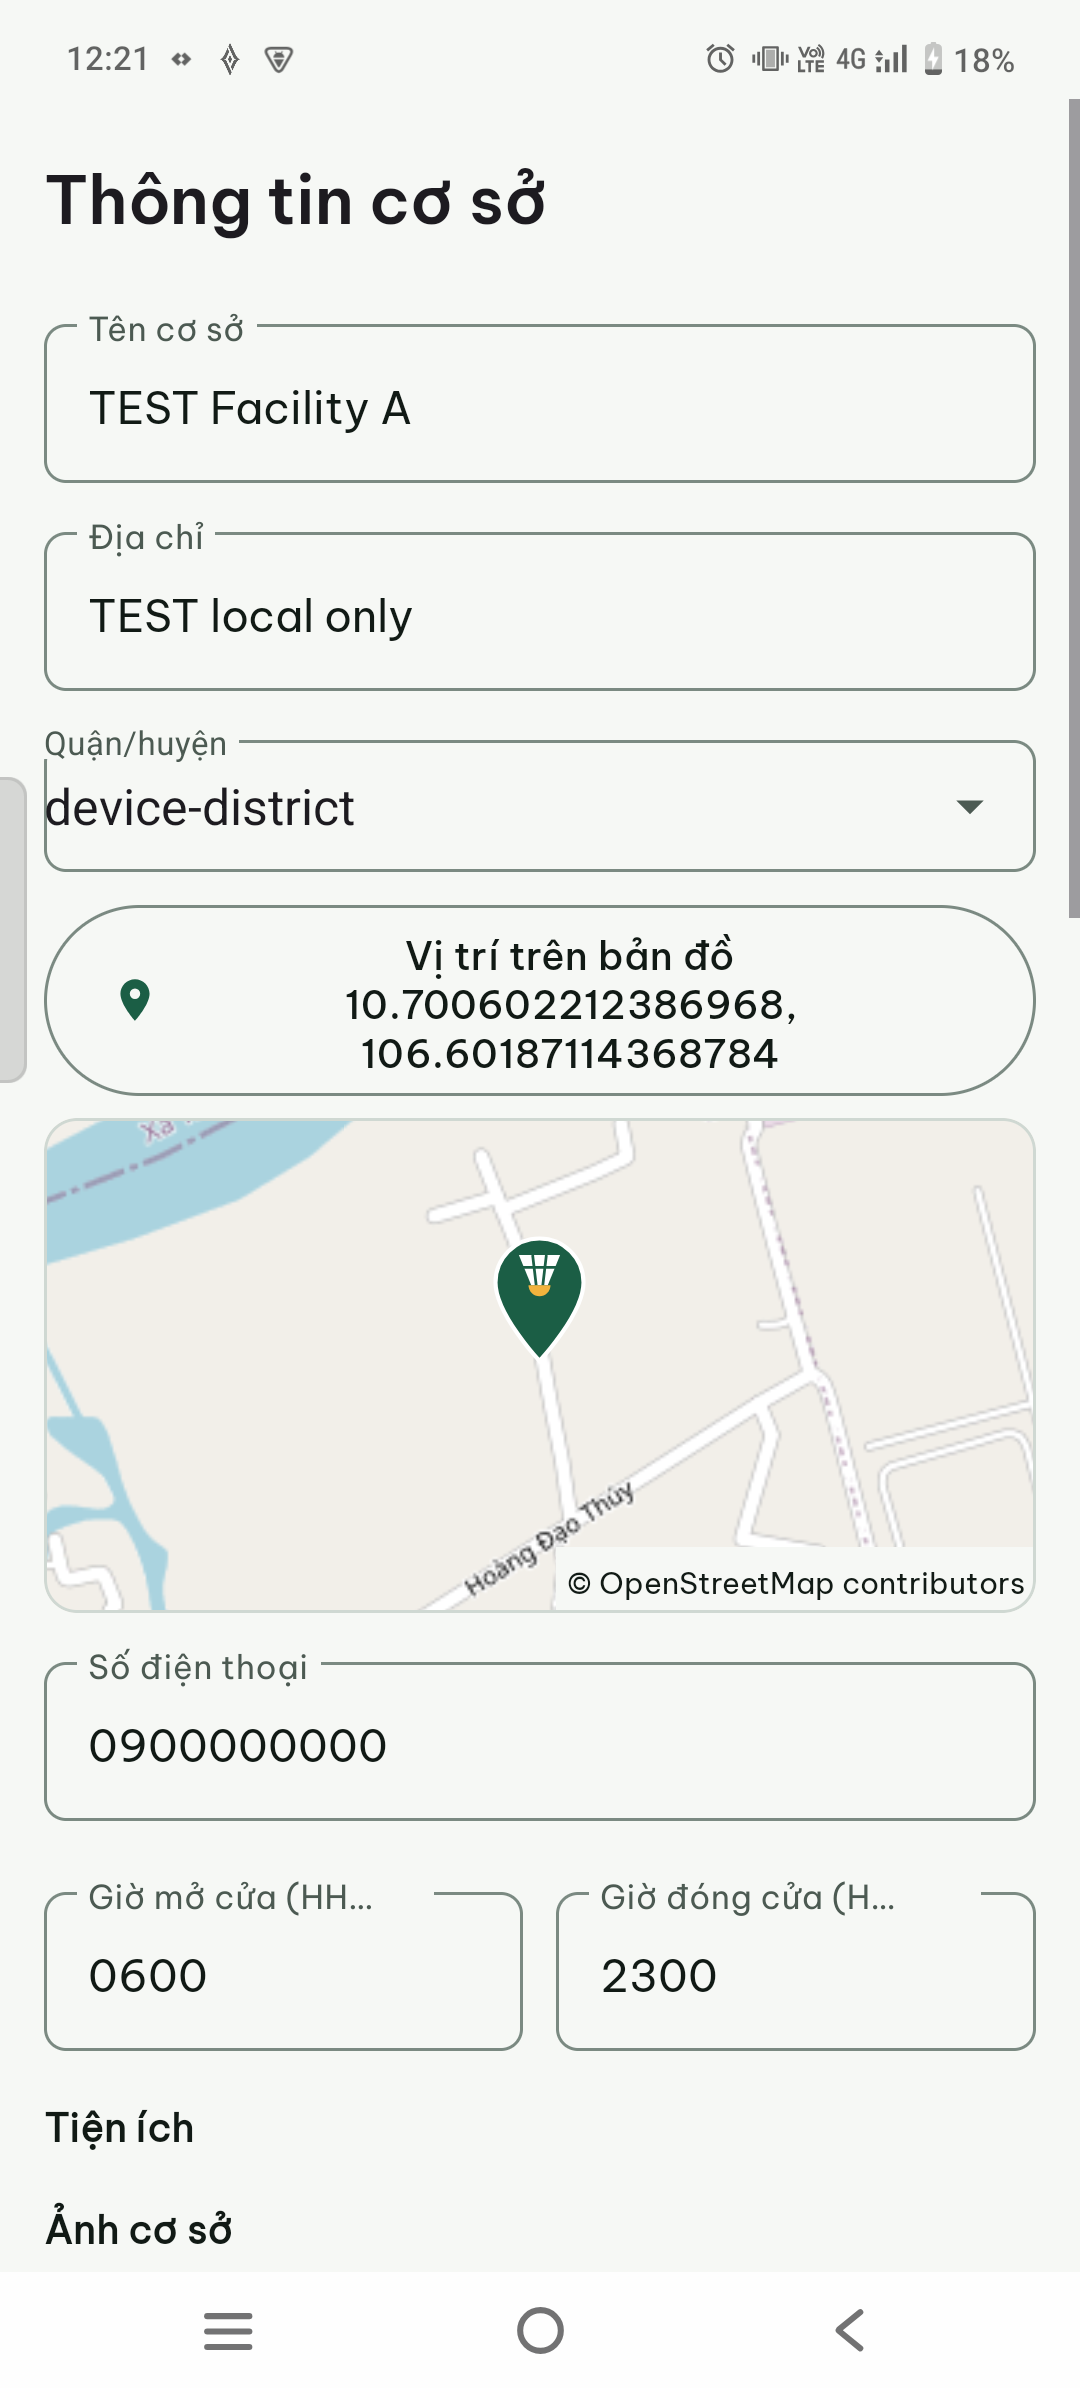 12:21
VoLTE 4G 18%
Thông tin cơ sở
Tên cơ sở
TEST Facility A
Địa chỉ
TEST local only
Quận/huyện
device-district
Vị trí trên bản đồ
10.700602212386968,
106.60187114368784
Xã
Hoàng Đạo Thúy
© OpenStreetMap contributors
Số điện thoại
0900000000
Giờ mở cửa (HH...
Giờ đóng cửa (H...
0600
2300
Tiện ích
Ảnh cơ sở